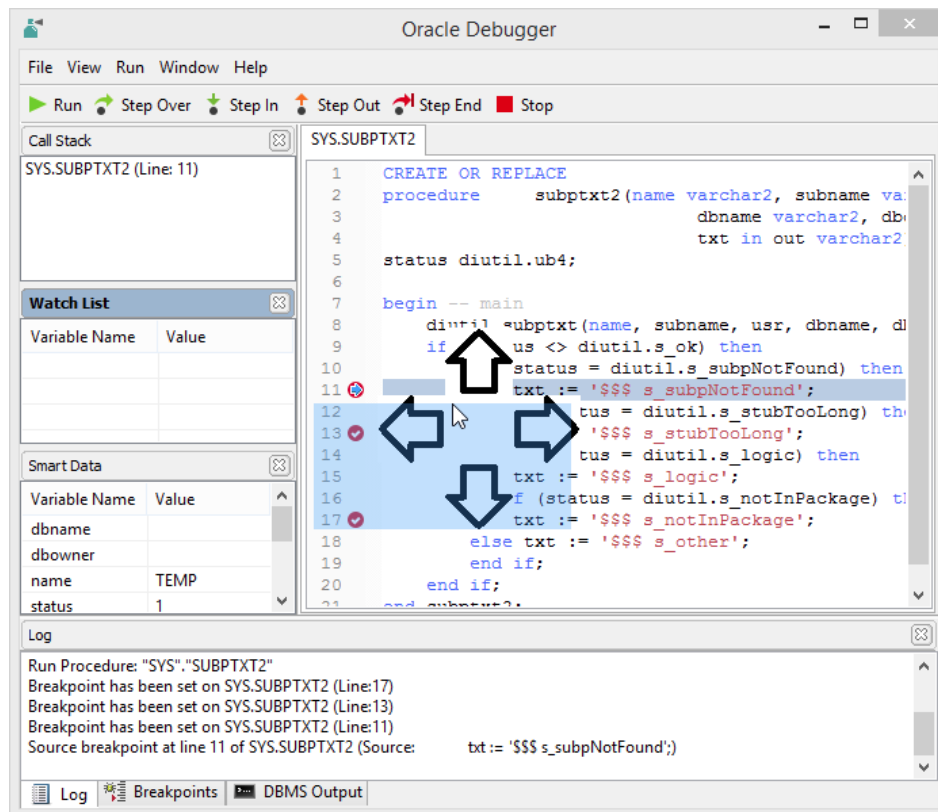 Oracle Debugger
File View Run Window Help
Run Step Over Step In Step Out Step End Stop
Call Stack
SYS.SUBPTXT2 (Line: 11)
Watch List
Variable Name Value
Smart Data
Variable Name Value
dbname
dbowner
name TEMP
status 1
SYS.SUBPTXT2
1 CREATE OR REPLACE
2 procedure subptxt2(name varchar2, subname va
3 dbname varchar2,
4 txt in out varchar2
5 status diutil.ub4;
6
7 begin -- main
8 diutil subptxt(name, subname, usr, dbname,
9 if us <> diutil.s_ok) then
10 status = diutil.s_subpNotFound) then
11 txt := '$$$ s_subpNotFound';
12 tus = diutil.s_stubTooLong) th
13 '$$$ s_stubTooLong';
14 tus = diutil.s_logic) then
15 txt := '$$$ s_logic';
16 f (status = diutil.s_notInPackage) t
17 txt := '$$$ s_notInPackage';
18 else txt := '$$$ s_other';
19 end if;
20 end if;
21 end subptxt2;
Log
Run Procedure: "SYS"."SUBPTXT2"
Breakpoint has been set on SYS.SUBPTXT2 (Line:17)
Breakpoint has been set on SYS.SUBPTXT2 (Line:13)
Breakpoint has been set on SYS.SUBPTXT2 (Line:11)
Source breakpoint at line 11 of SYS.SUBPTXT2 (Source: txt := '$$$ s_subpNotFound';)
Log Breakpoints DBMS Output